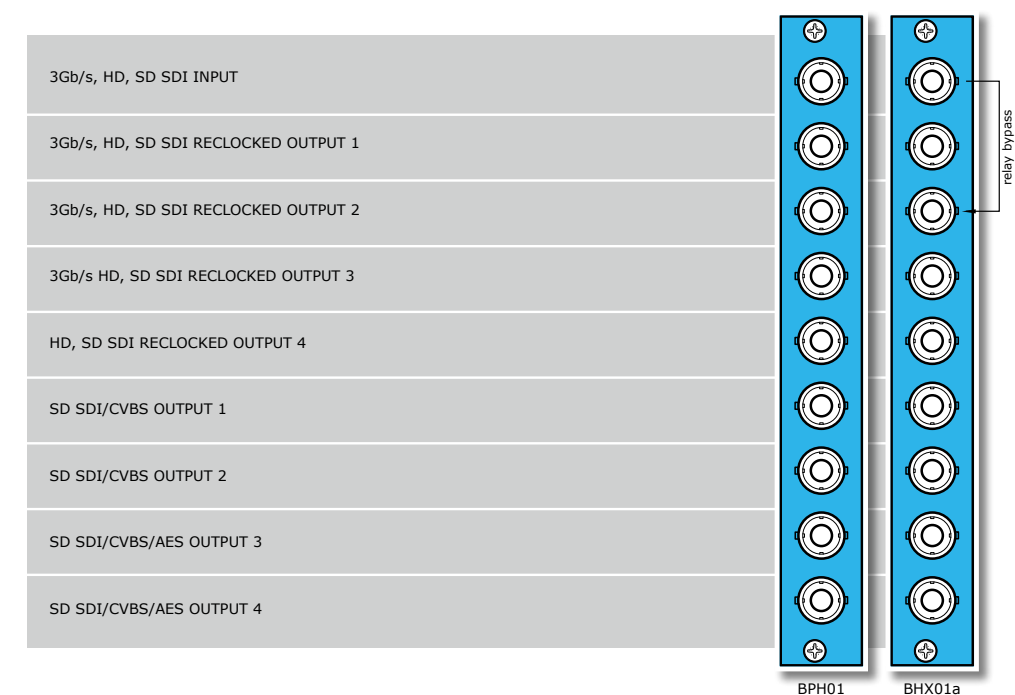 3Gb/s, HD, SD SDI INPUT
3Gb/s, HD, SD SDI RECLOCKED OUTPUT 1
3Gb/s, HD, SD SDI RECLOCKED OUTPUT 2
3Gb/s HD, SD SDI RECLOCKED OUTPUT 3
HD, SD SDI RECLOCKED OUTPUT 4
SD SDI/CVBS OUTPUT 1
SD SDI/CVBS OUTPUT 2
SD SDI/CVBS/AES OUTPUT 3
SD SDI/CVBS/AES OUTPUT 4
relay bypass
BPH01
BHX01a